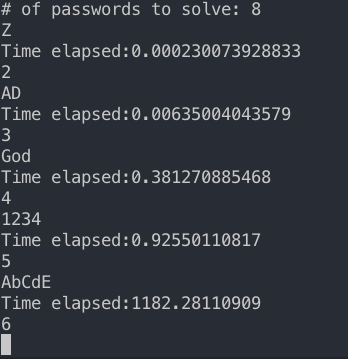 # of passwords to solve: 8
Z
Time elapsed:0.000230073928833
2
AD
Time elapsed:0.00635004043579
3
God
Time elapsed:0.381270885468
4
1234
Time elapsed:0.92550110817
5
AbCdE
Time elapsed:1182.28110909
6